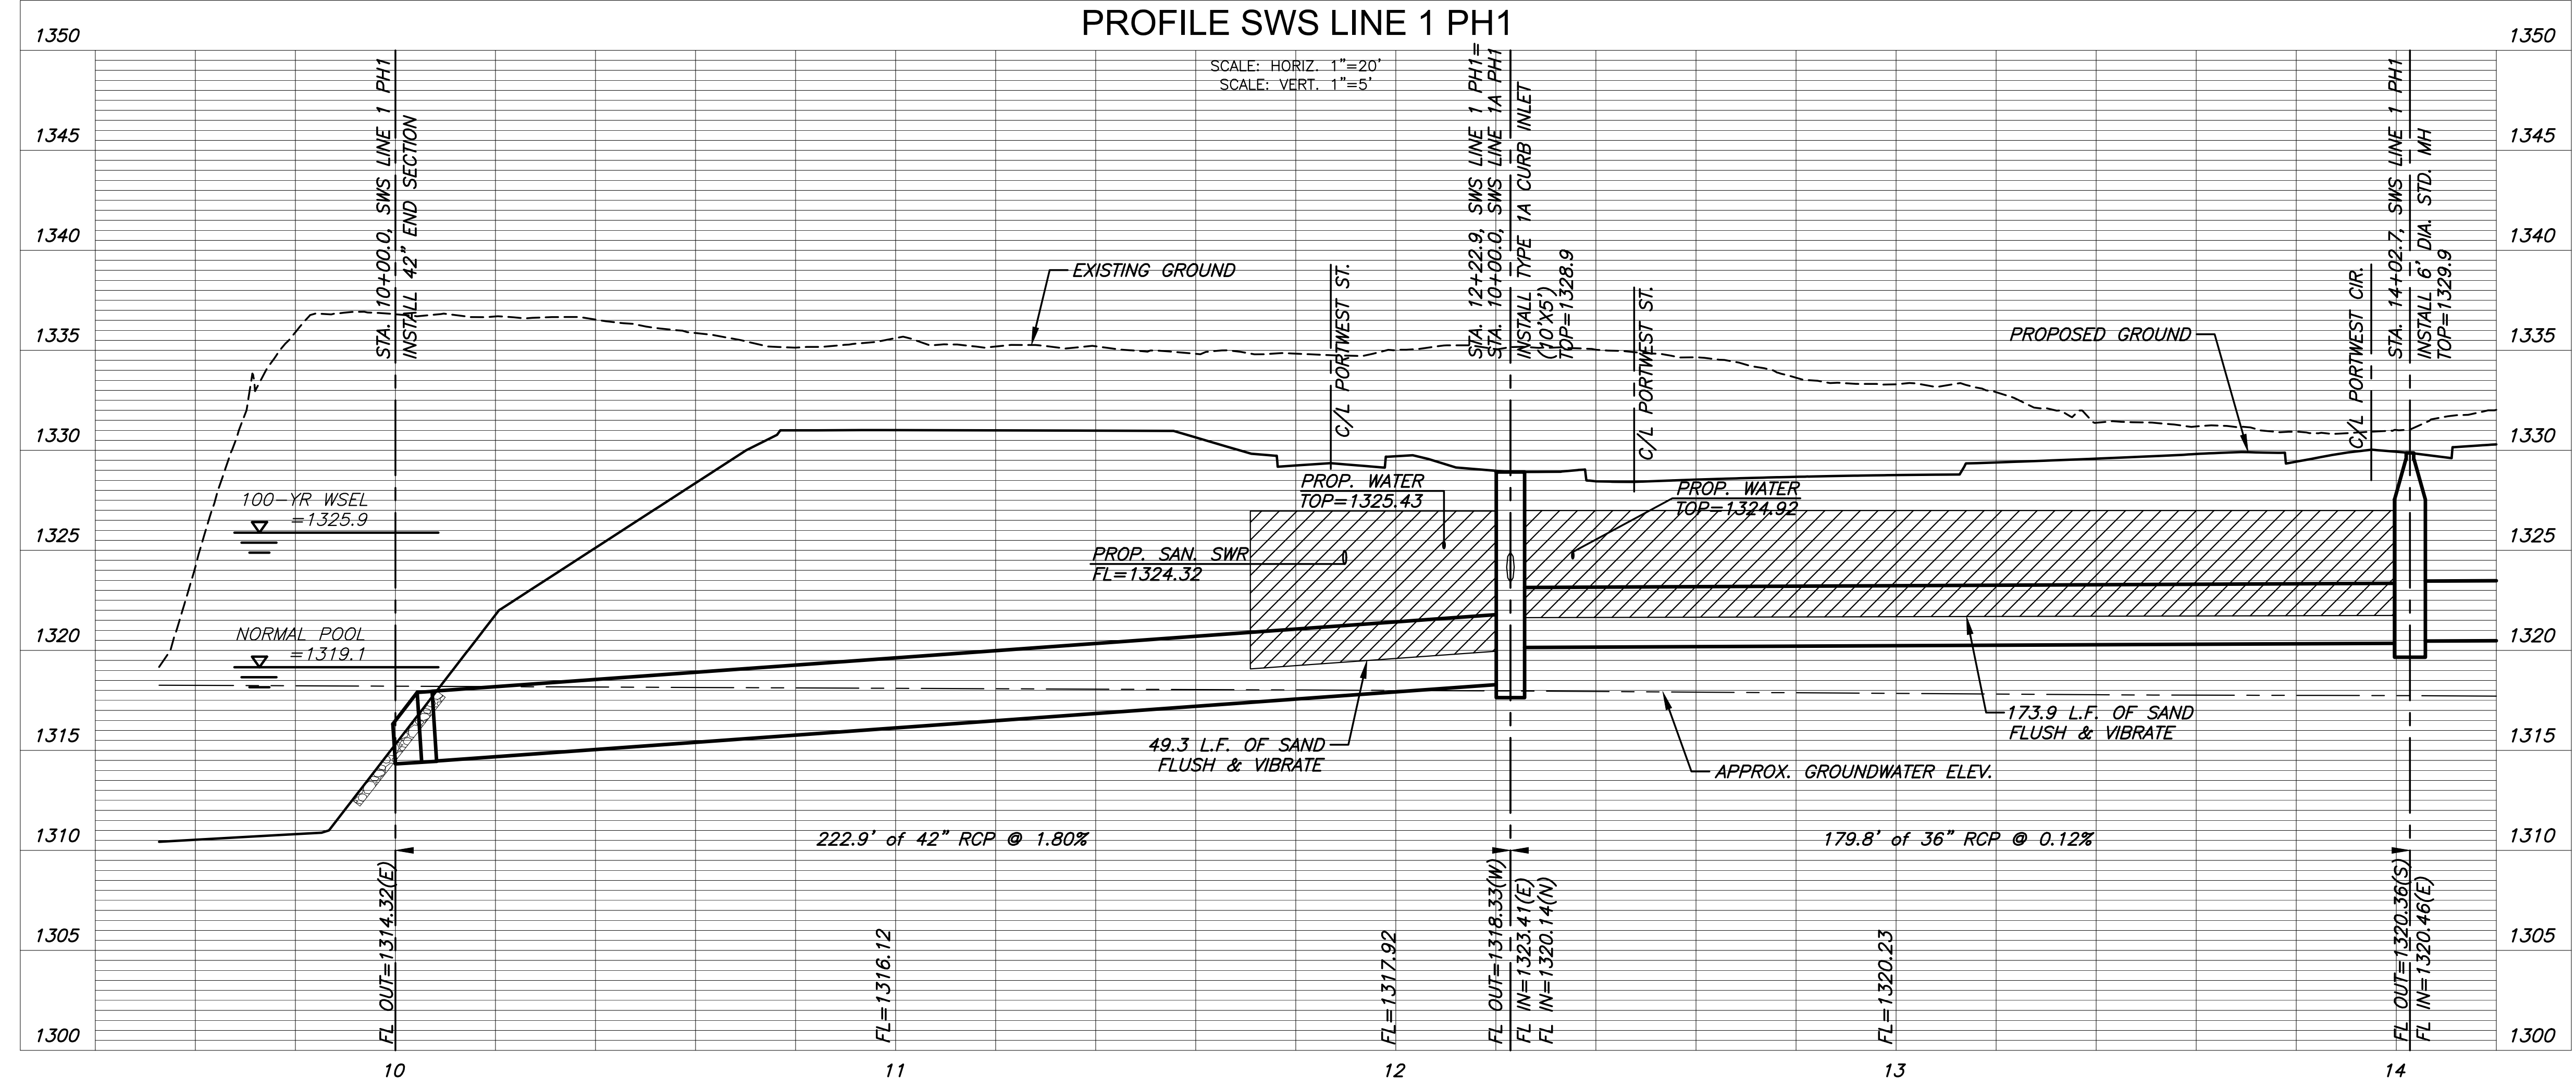 PROFILE SWS LINE 1 PH1
SCALE: HORIZ. 1"=20'
SCALE: VERT. 1"=5'
1350
1345
1340
1335
1330
1325
1320
1315
1310
1305
1300
STA. 10+00.0, SWS LINE 1 PH1
INSTALL 42" END SECTION
EXISTING GROUND
C/L PORTWEST ST.
STA. 12+22.9, SWS LINE 1 PH1=
STA. 10+00.0, SWS LINE 1A PH1
INSTALL TYPE 1A CURB INLET
(10'X5')
TOP=1328.9
C/L PORTWEST ST.
PROPOSED GROUND
C/L PORTWEST CIR.
STA. 14+02.7, SWS LINE 1 PH1
INSTALL 6' DIA. STD. MH
TOP=1329.9
100-YR WSEL
=1325.9
NORMAL POOL
=1319.1
PROP. SAN. SWR
FL=1324.32
PROP. WATER
TOP=1325.43
PROP. WATER
TOP=1324.92
49.3 L.F. OF SAND
FLUSH & VIBRATE
173.9 L.F. OF SAND
FLUSH & VIBRATE
APPROX. GROUNDWATER ELEV.
222.9' of 42" RCP @ 1.80%
179.8' of 36" RCP @ 0.12%
FL OUT=1314.32(E)
FL=1316.12
FL=1317.92
FL OUT=1318.33(W)
FL IN=1323.41(E)
FL IN=1320.14(N)
FL=1320.23
FL OUT=1320.36(S)
FL IN=1320.46(E)
1350
1345
1340
1335
1330
1325
1320
1315
1310
1305
1300
10
11
12
13
14